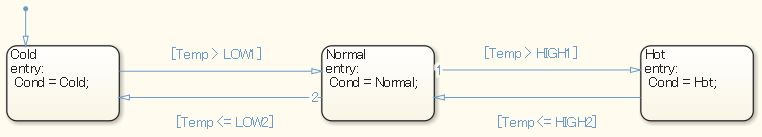 [Temp > LOW1]
[Temp > HIGH1]
Cold
entry:
Cond = Cold;
Normal
entry:
Cond = Normal;
1
2
Hot
entry:
Cond = Hot;
[Temp <= LOW2]
[Temp <= HIGH2]